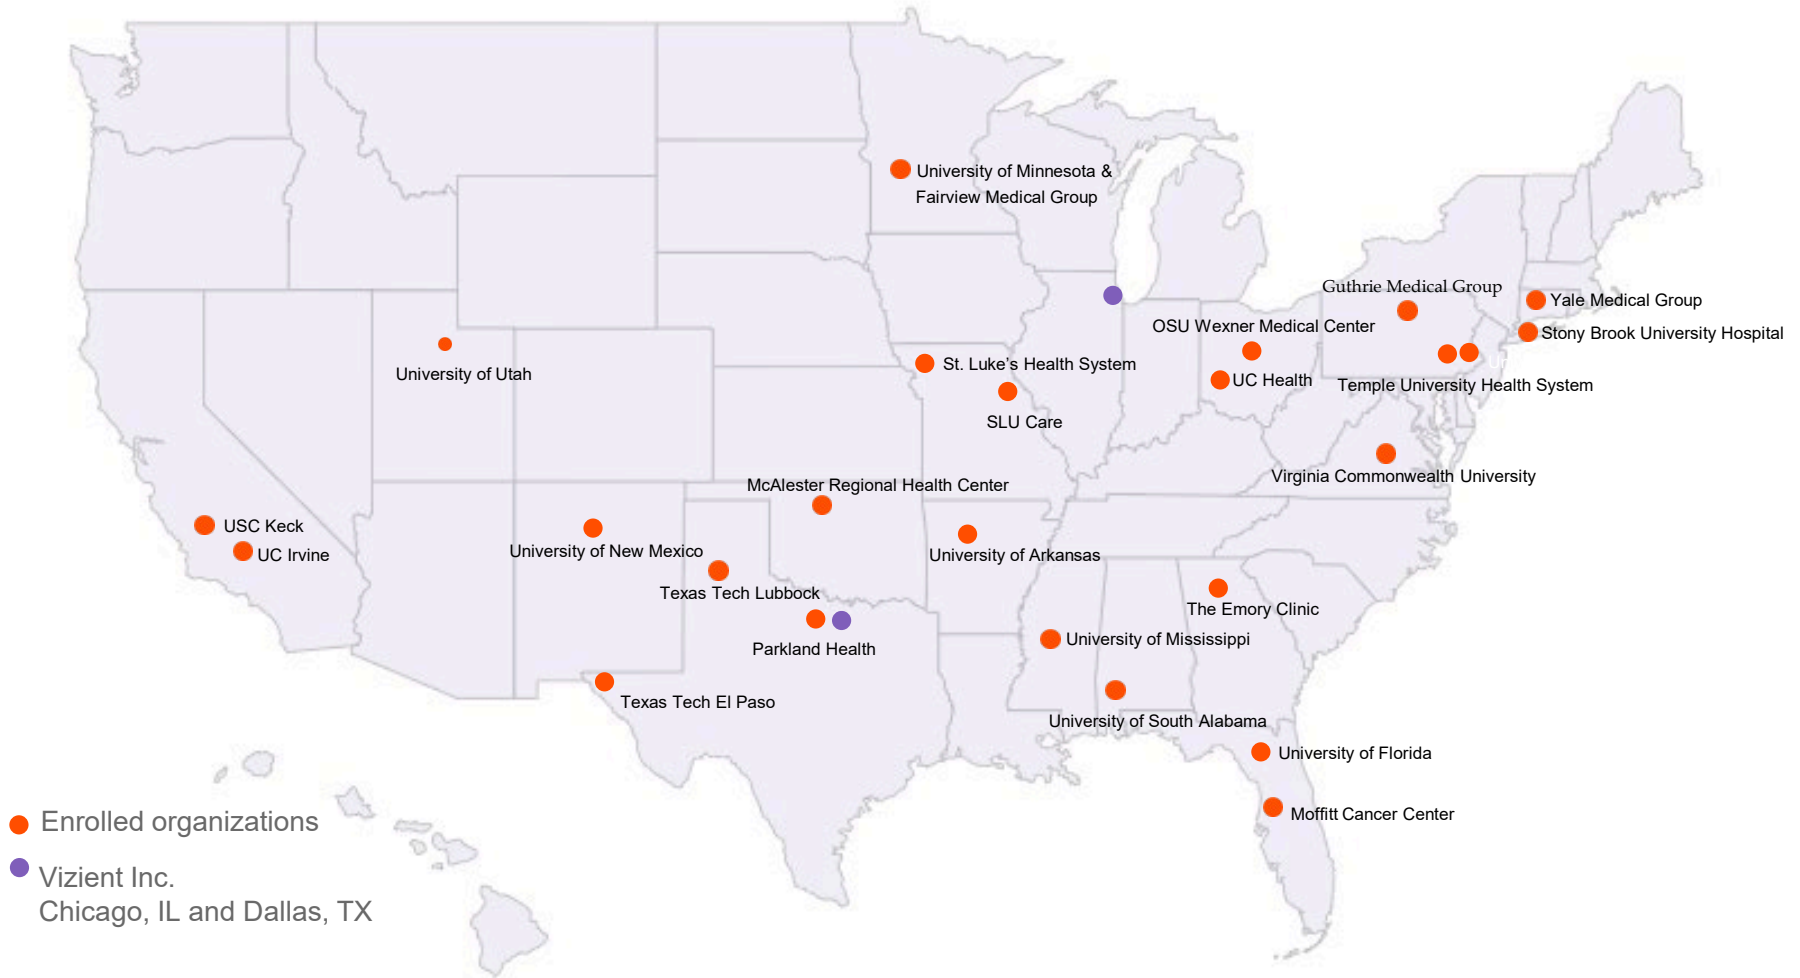 University of Minnesota &
Fairview Medical Group
Guthrie Medical Group
Yale Medical Group
OSU Wexner Medical Center
Stony Brook University Hospital
University of Utah
St. Luke’s Health System
UC Health
Temple University Health System
SLU Care
Virginia Commonwealth University
McAlester Regional Health Center
USC Keck
UC Irvine
University of New Mexico
University of Arkansas
Texas Tech Lubbock
The Emory Clinic
Parkland Health
University of Mississippi
Texas Tech El Paso
University of South Alabama
University of Florida
Moffitt Cancer Center
Enrolled organizations
Vizient Inc.
Chicago, IL and Dallas, TX